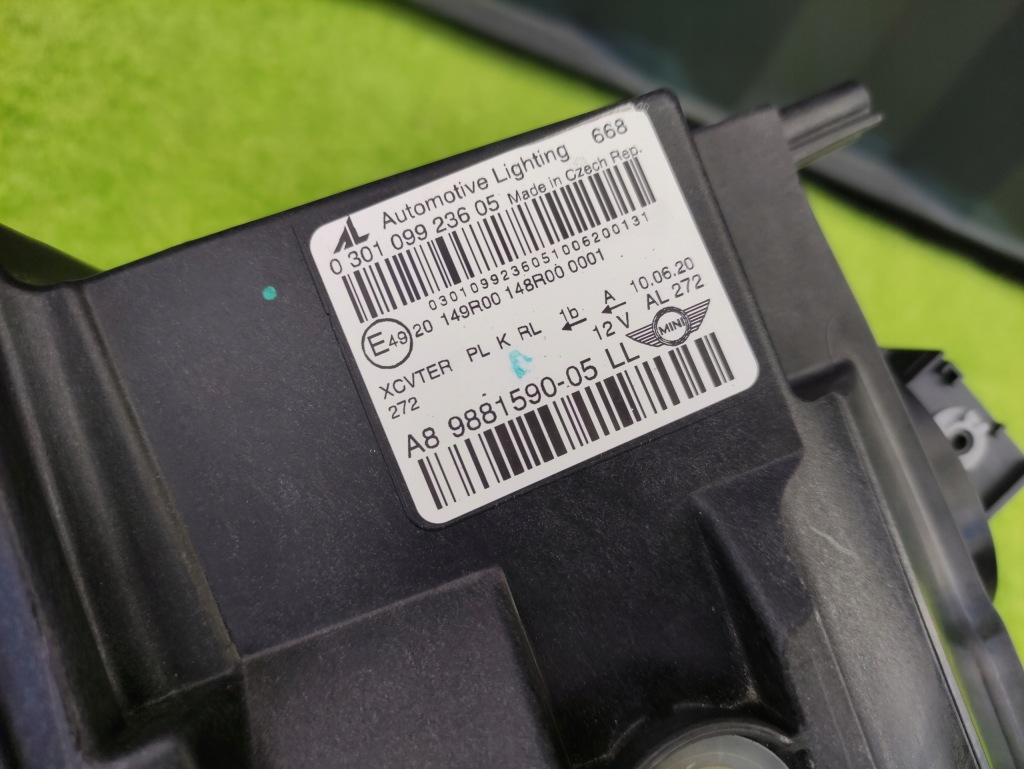 AL Automotive Lighting 668
0 301 099 236 05 Made in Czech Rep.
0301099236051006200131
E49 20 149R00 148R00 0001
XCVTER PL K RL 1b A 10.06.20
272 12 V AL 272
MINI
A8 9881590-05 LL